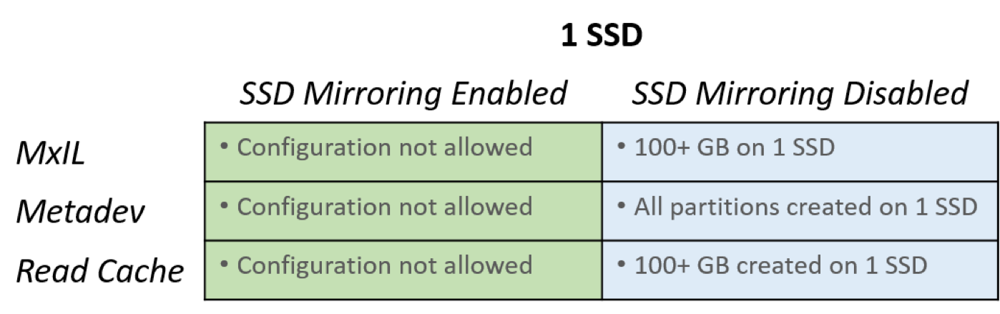 1 SSD
SSD Mirroring Enabled SSD Mirroring Disabled
MxIL • Configuration not allowed • 100+ GB on 1 SSD
Metadev • Configuration not allowed • All partitions created on 1 SSD
Read Cache • Configuration not allowed • 100+ GB created on 1 SSD